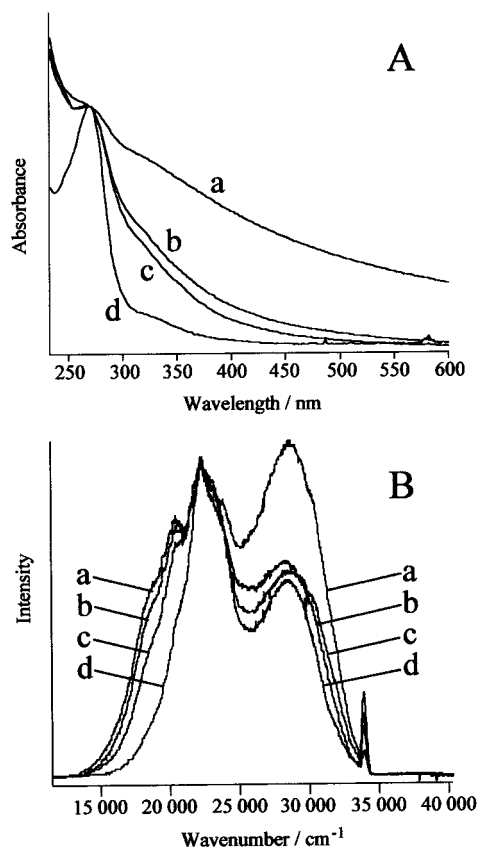 A
Absorbance
a
b
c
d
250 300 350 400 450 500 550 600
Wavelength / nm
B
Intensity
a a
b b
c c
d d
15 000 20 000 25 000 30 000 35 000 40 000
Wavenumber / cm⁻¹